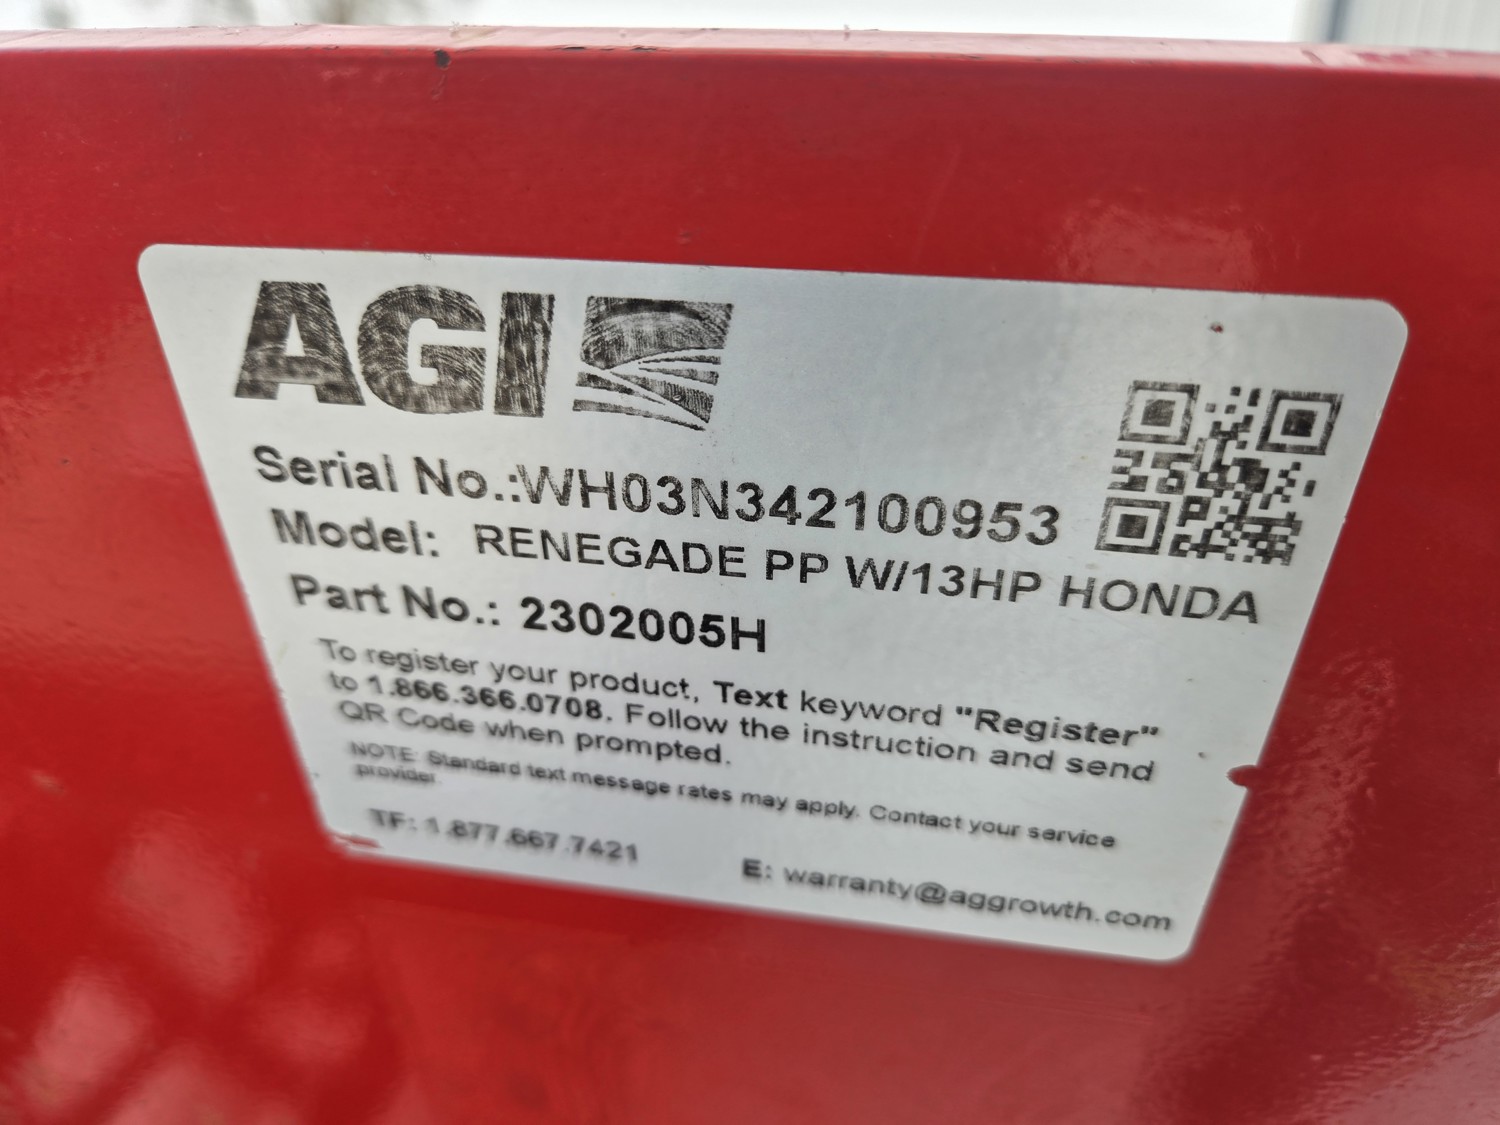 AGI
Serial No.:WH03N342100953
Model: RENEGADE PP W/13HP HONDA
Part No.: 2302005H
To register your product, Text keyword "Register"
to 1.866.366.0708. Follow the instruction and send
QR Code when prompted.
NOTE: Standard text message rates may apply. Contact your service
provider.
TF: 1.877.667.7421
E: warranty@aggrowth.com